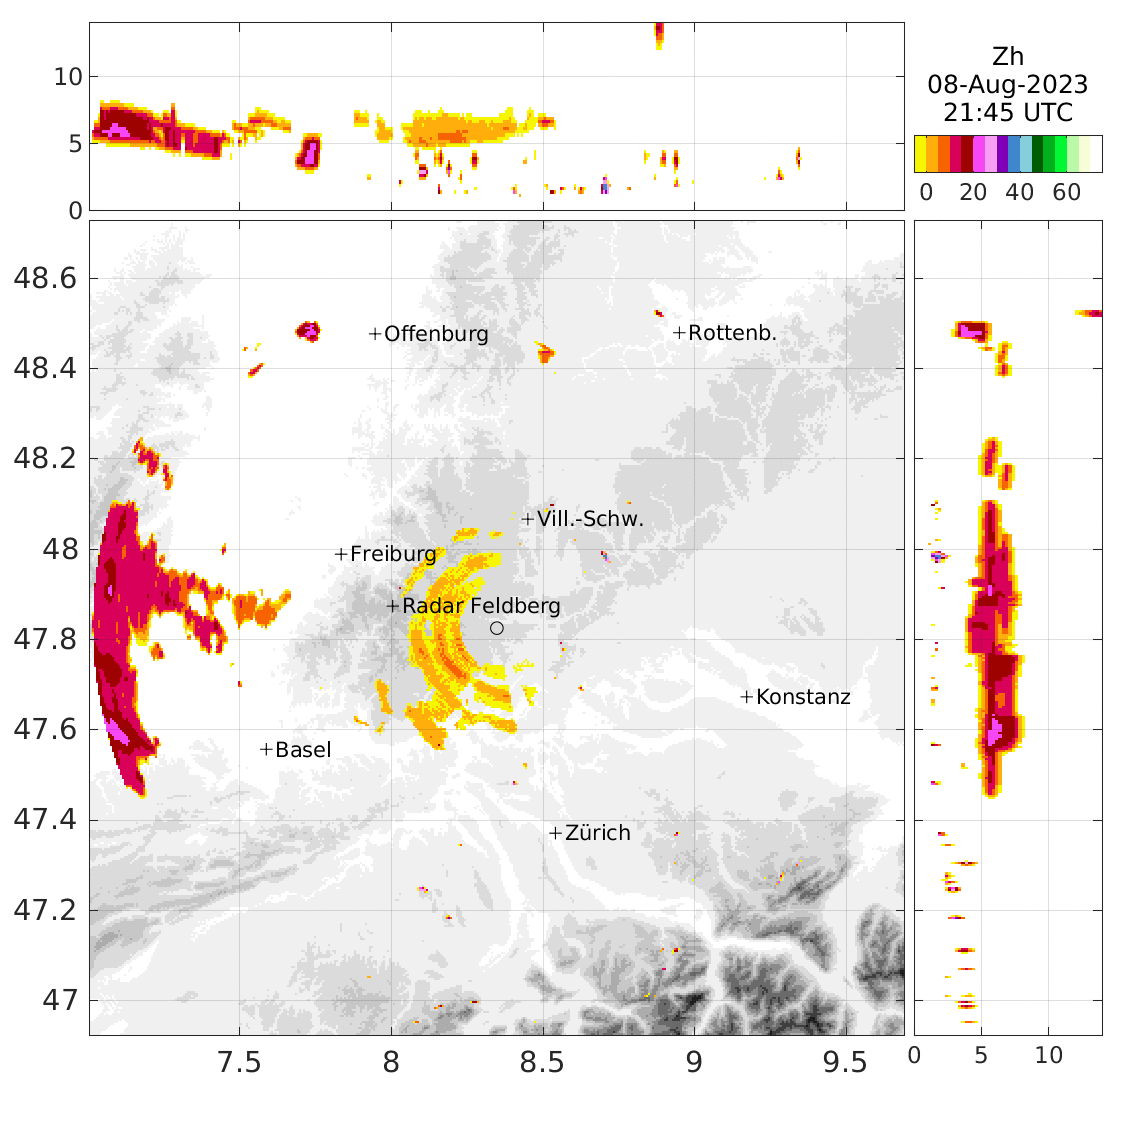 Zh
08-Aug-2023
21:45 UTC
0 20 40 60
10
5
0
48.6
48.4
48.2
48
47.8
47.6
47.4
47.2
47
Offenburg
Rottenb.
Vill.-Schw.
Freiburg
Radar Feldberg
Konstanz
Basel
Zürich
7.5 8 8.5 9 9.5
0 5 10